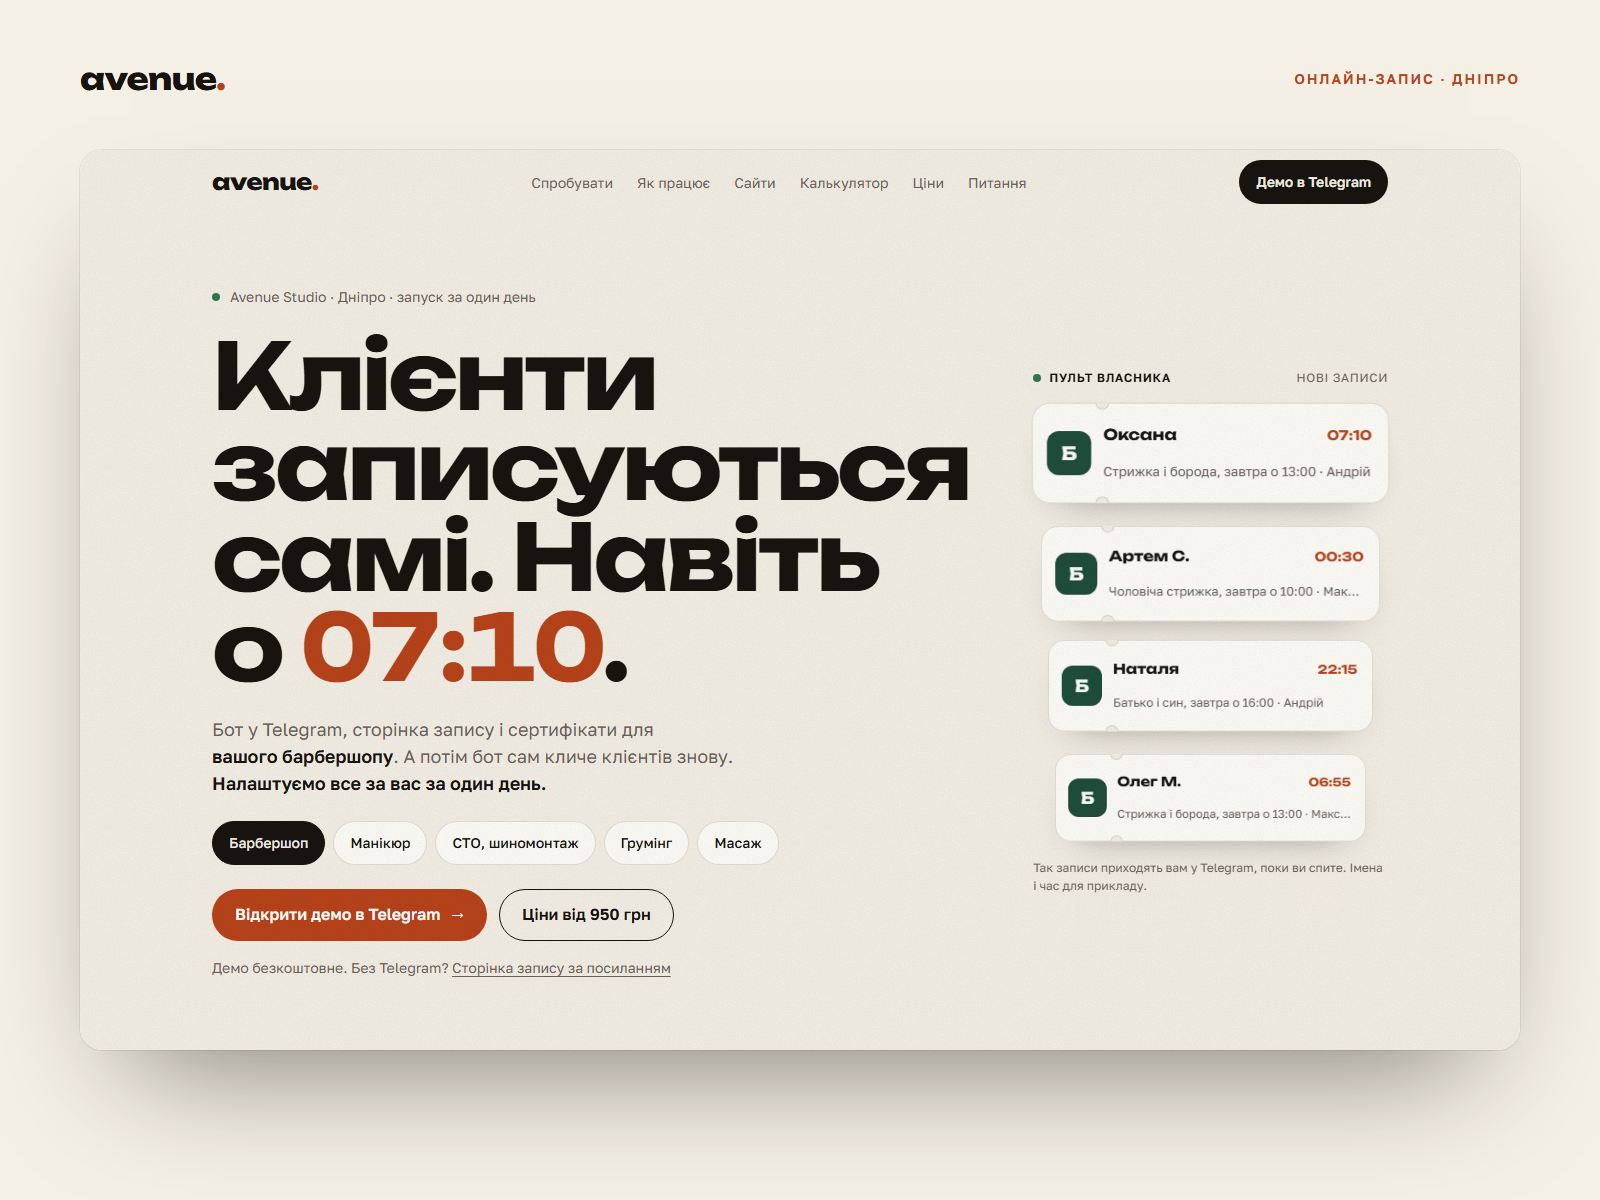 avenue.
ОНЛАЙН-ЗАПИС · ДНІПРО
avenue.
Спробувати
Як працює
Сайти
Калькулятор
Ціни
Питання
Демо в Telegram
Avenue Studio · Дніпро · запуск за один день
Клієнти
записуються
самі. Навіть
о 07:10.
Бот у Telegram, сторінка запису і сертифікати для
вашого барбершопу. А потім бот сам кличе клієнтів знову.
Налаштуємо все за вас за один день.
Барбершоп
Манікюр
СТО, шиномонтаж
Грумінг
Масаж
Відкрити демо в Telegram →
Ціни від 950 грн
Демо безкоштовне. Без Telegram? Сторінка запису за посиланням
ПУЛЬТ ВЛАСНИКА
НОВІ ЗАПИСИ
Б
Оксана
07:10
Стрижка і борода, завтра о 13:00 · Андрій
Б
Артем С.
00:30
Чоловіча стрижка, завтра о 10:00 · Мак...
Б
Наталя
22:15
Батько і син, завтра о 16:00 · Андрій
Б
Олег М.
06:55
Стрижка і борода, завтра о 13:00 · Макс...
Так записи приходять вам у Telegram, поки ви спите. Імена
і час для прикладу.